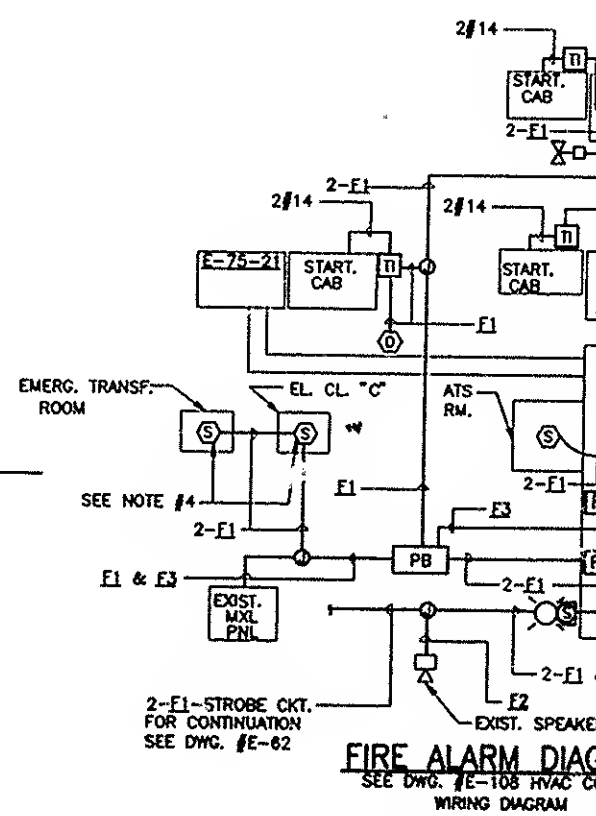 2#14
TI
START.
CAB
2-F1
2-F1
2#14
2#14
TI
E-75-21
START.
CAB
TI
START.
CAB
F1
D
EMERG. TRANSF.
ROOM
EL. CL. "C"
ATS
RM.
S
S
S
F1
2-F1
SEE NOTE #4
F3
2-F1
PB
F1 & F3
2-F1
EXIST.
MXL
PNL
S
2-F1 &
2-F1-STROBE CKT.
FOR CONTINUATION
SEE DWG. #E-62
F2
EXIST.
FIRE ALARM
SEE DWG. #E-108 HVAC
WIRING DIAGRAM